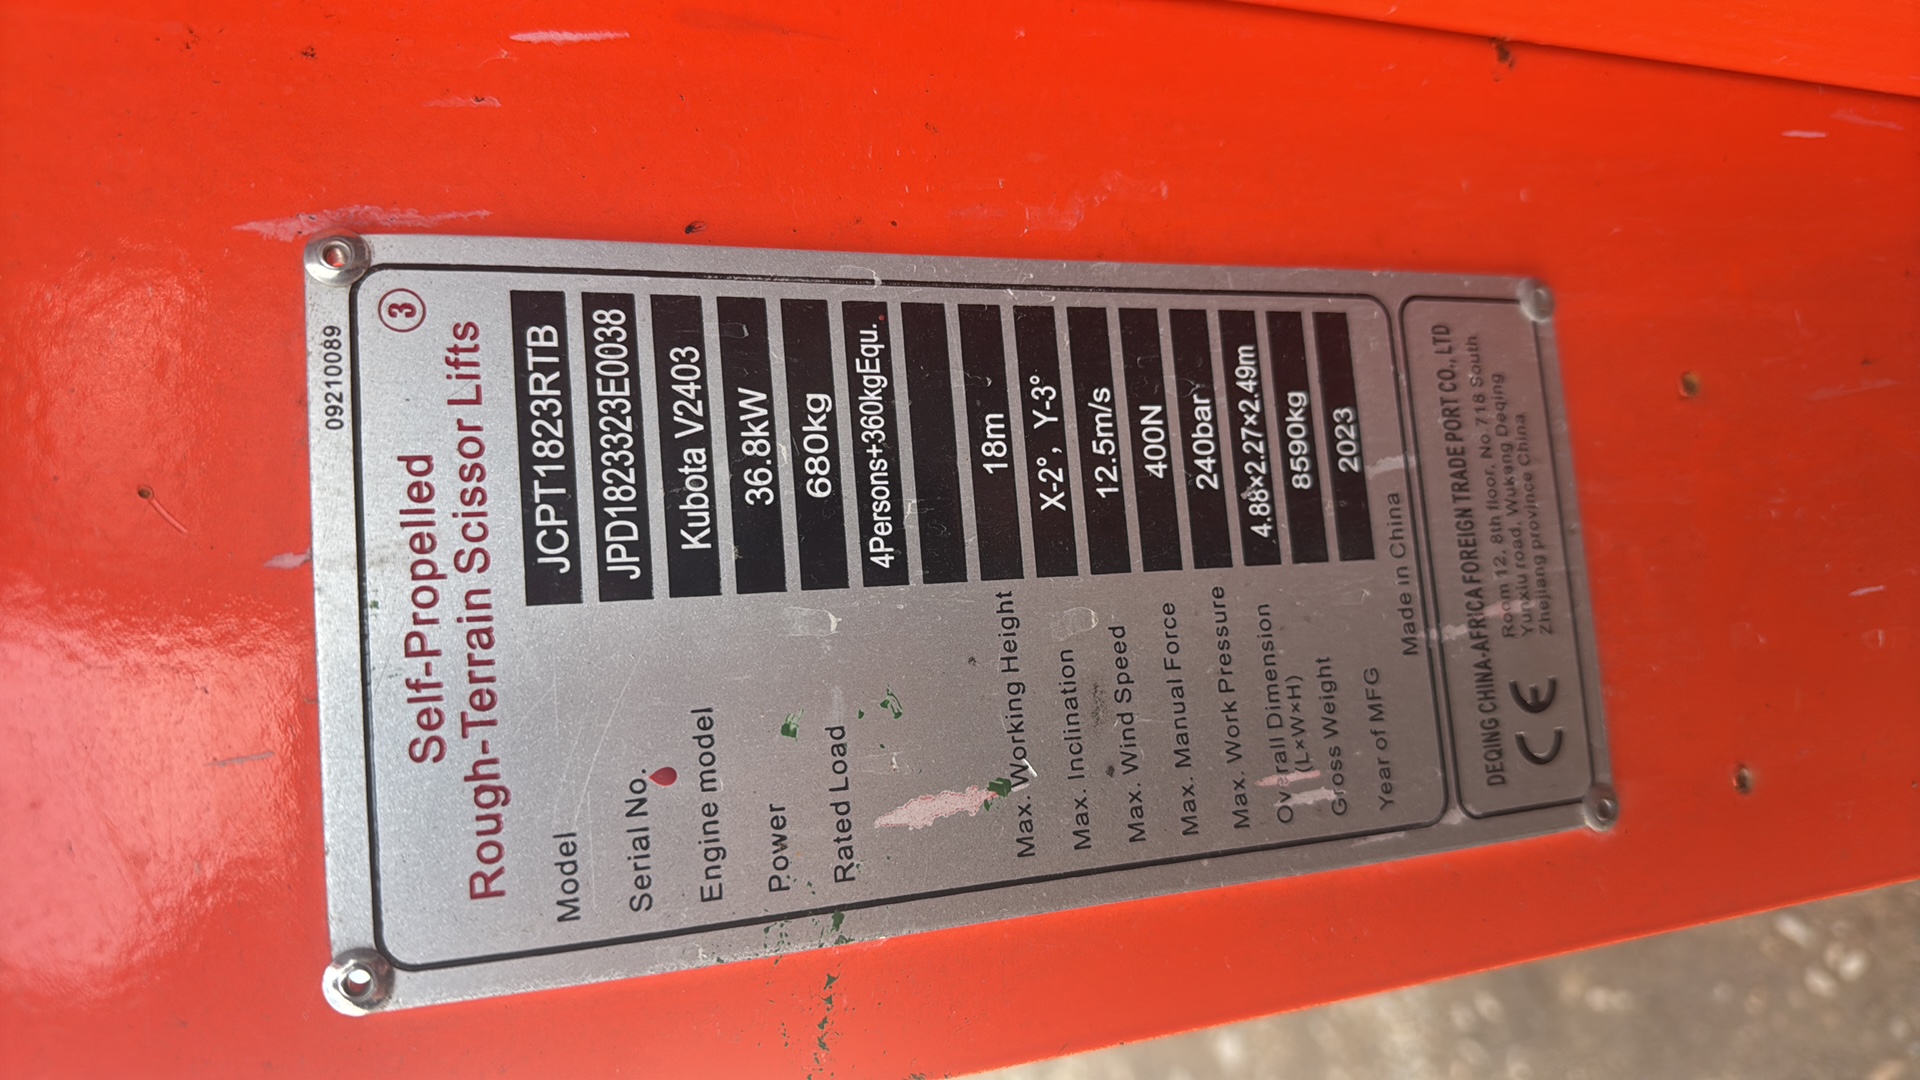 09210089
3
Self-Propelled
Rough-Terrain Scissor Lifts
Model JCPT1823RTB
Serial No. JPD1823323E0038
Engine model Kubota V2403
Power 36.8kW
Rated Load 680kg
4Persons+360kgEqu.
Max. Working Height 18m
Max. Inclination X-2°, Y-3°
Max. Wind Speed 12.5m/s
Max. Manual Force 400N
Max. Work Pressure 240bar
Overall Dimension 4.88×2.27×2.49m
(L×W×H)
Gross Weight 8590kg
Year of MFG 2023
Made in China
DEQING CHINA-AFRICA FOREIGN TRADE PORT CO., LTD
CE
Room 12, 8th floor, No.718 South
Yunxiu road, Wukang Deqing
Zhejiang province China